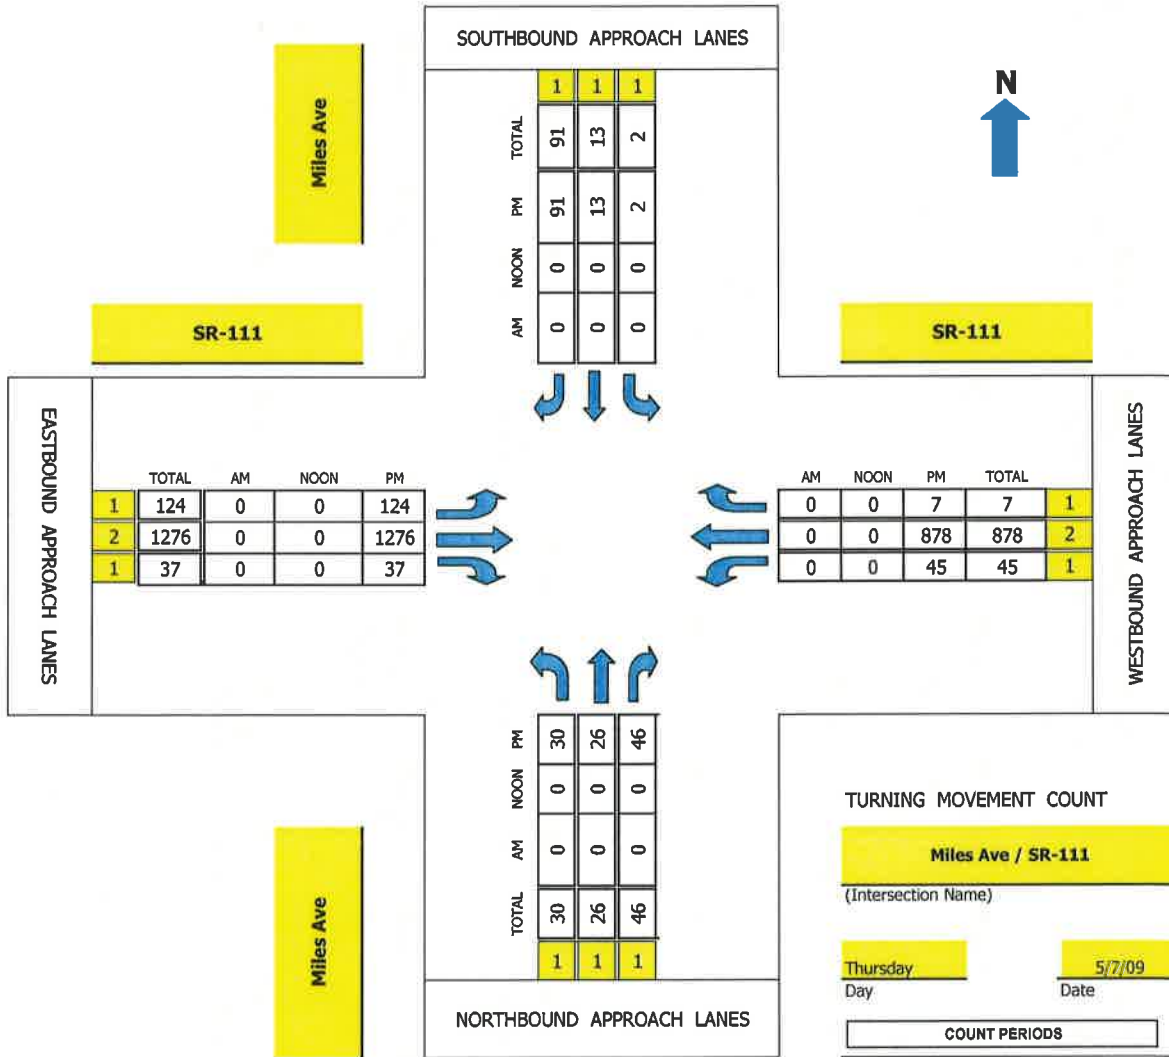 SOUTHBOUND APPROACH LANES
1 1 1
TOTAL 91 13 2
PM 91 13 2
NOON 0 0 0
AM 0 0 0
N
Miles Ave
SR-111
SR-111
EASTBOUND APPROACH LANES
TOTAL AM NOON PM
1 124 0 0 124
2 1276 0 0 1276
1 37 0 0 37
AM NOON PM TOTAL
0 0 7 7 1
0 0 878 878 2
0 0 45 45 1
WESTBOUND APPROACH LANES
PM 30 26 46
NOON 0 0 0
AM 0 0 0
TOTAL 30 26 46
1 1 1
NORTHBOUND APPROACH LANES
Miles Ave
TURNING MOVEMENT COUNT
Miles Ave / SR-111
(Intersection Name)
Thursday 5/7/09
Day Date
COUNT PERIODS